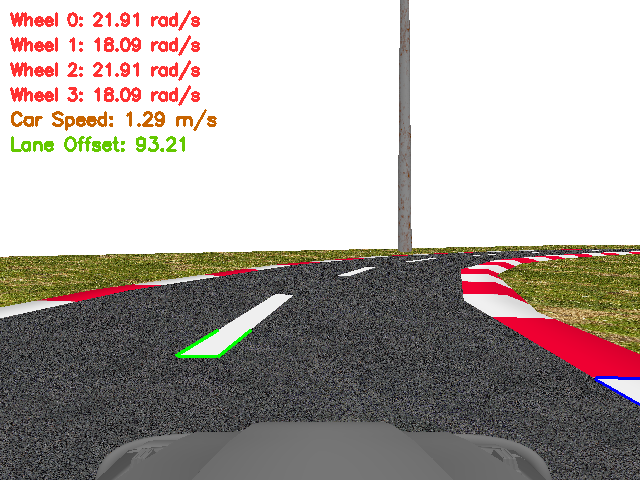 Wheel 0: 21.91 rad/s
Wheel 1: 18.09 rad/s
Wheel 2: 21.91 rad/s
Wheel 3: 18.09 rad/s
Car Speed: 1.29 m/s
Lane Offset: 93.21